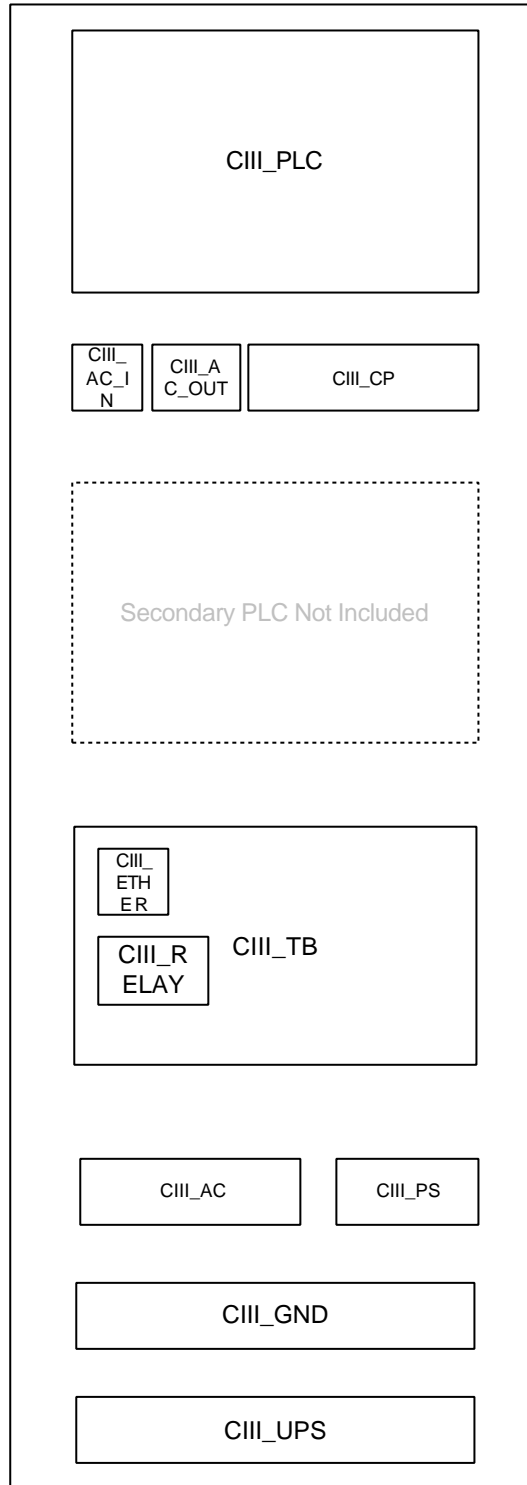 CIII_PLC
CIII_
AC_I
N
CIII_A
C_OUT
CIII_CP
Secondary PLC Not Included
CIII_
ETH
ER
CIII_R
ELAY
CIII_TB
CIII_AC
CIII_PS
CIII_GND
CIII_UPS